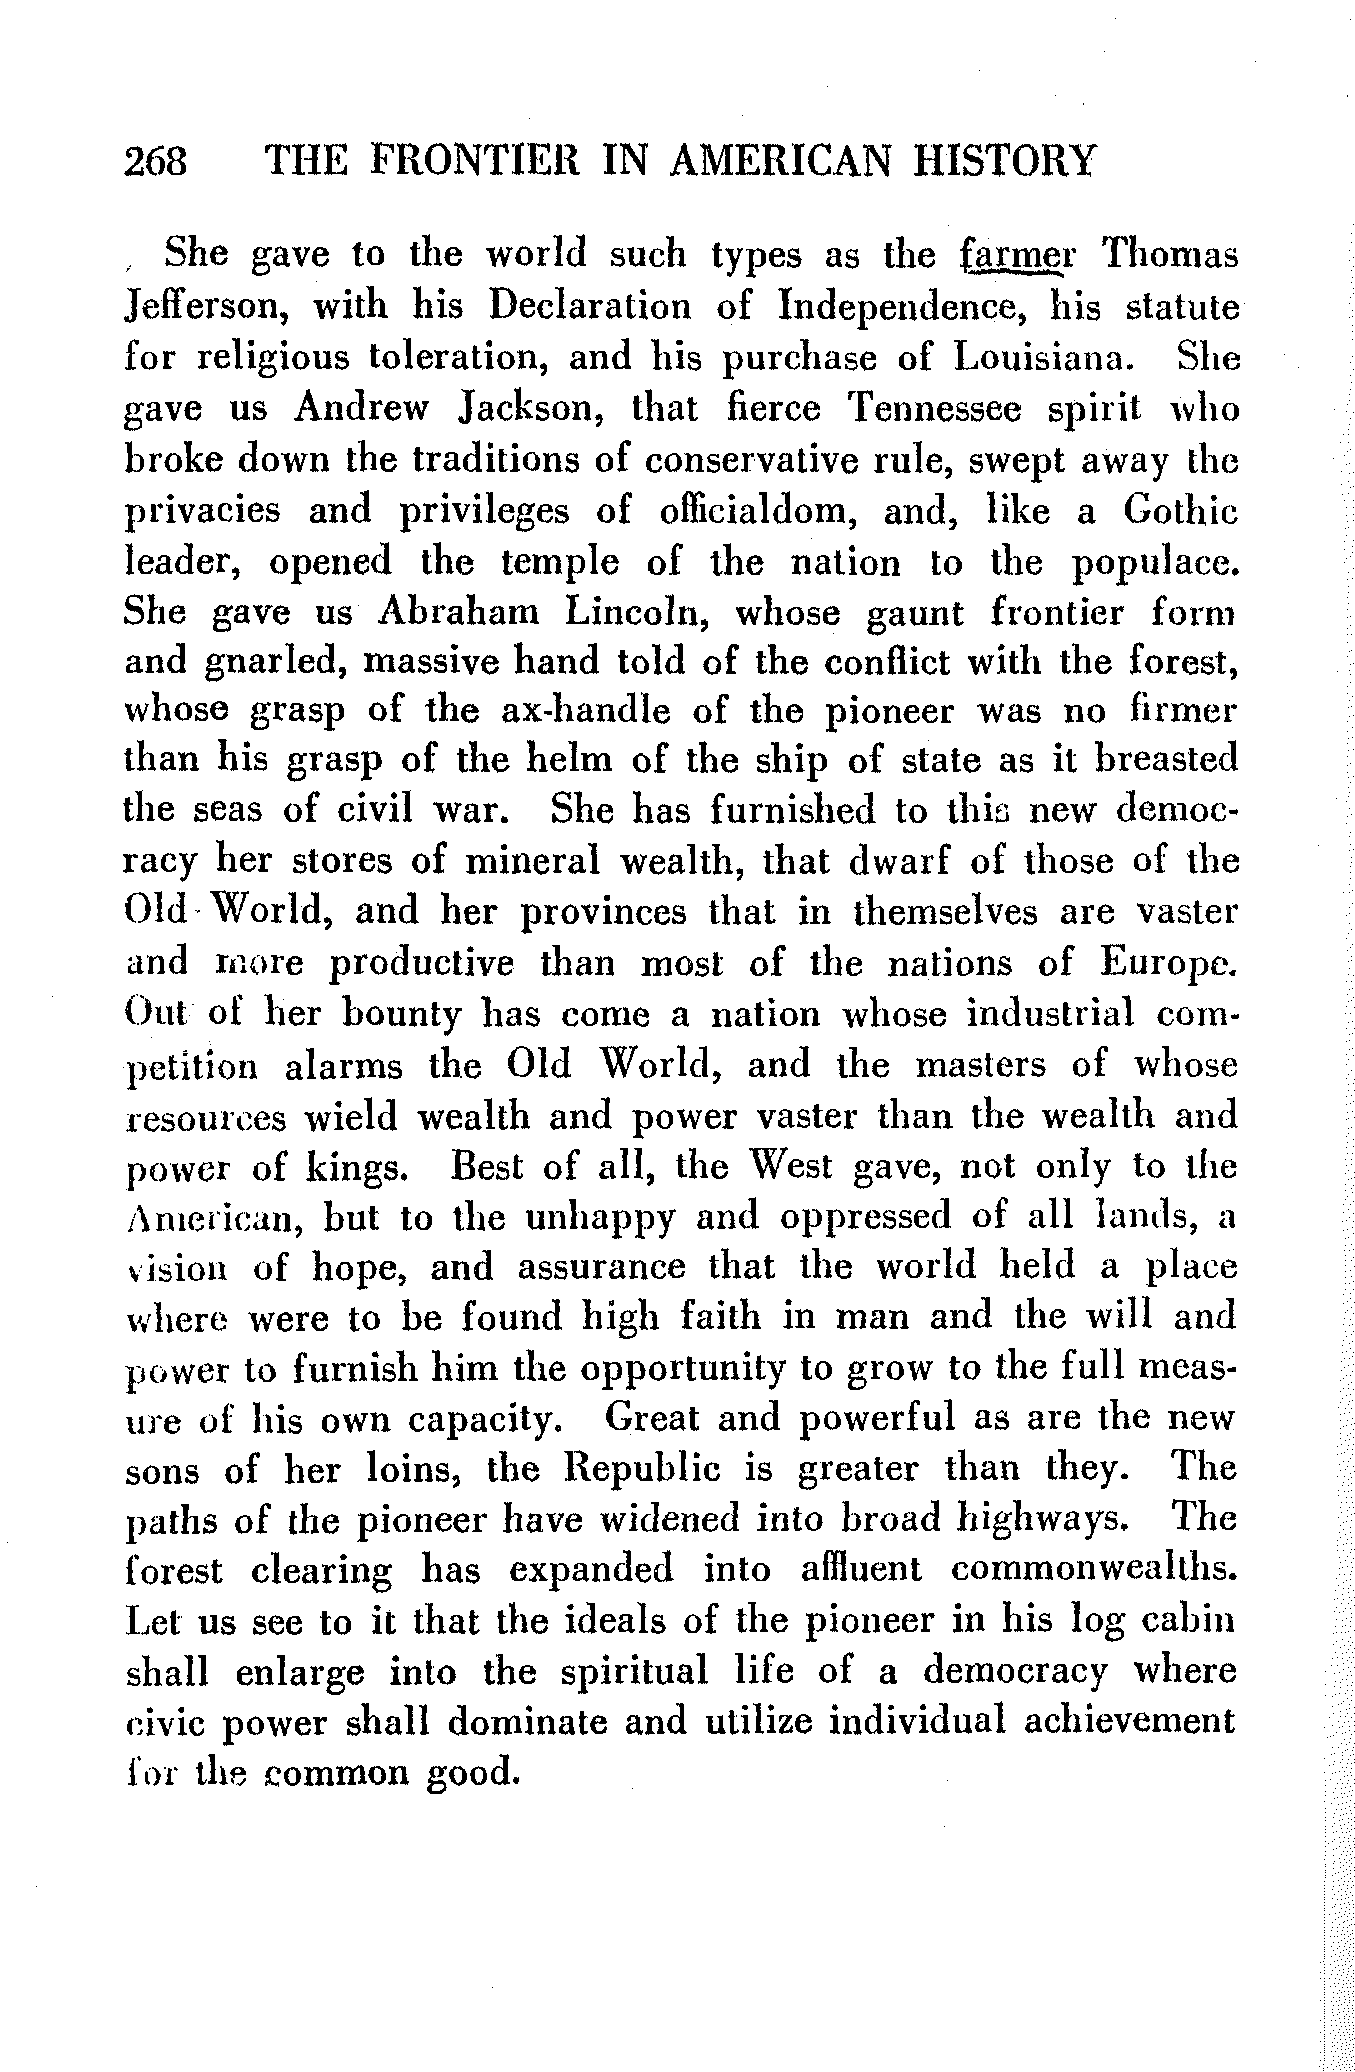 268 THE FRONTIER IN AMERICAN HISTORY
She gave to the world such types as the farmer Thomas
Jefferson, with his Declaration of Independence, his statute
for religious toleration, and his purchase of Louisiana. She
gave us Andrew Jackson, that fierce Tennessee spirit who
broke down the traditions of conservative rule, swept away the
privacies and privileges of officialdom, and, like a Gothic
leader, opened the temple of the nation to the populace.
She gave us Abraham Lincoln, whose gaunt frontier form
and gnarled, massive hand told of the conflict with the forest,
whose grasp of the ax-handle of the pioneer was no firmer
than his grasp of the helm of the ship of state as it breasted
the seas of civil war. She has furnished to this new democ-
racy her stores of mineral wealth, that dwarf of those of the
Old World, and her provinces that in themselves are vaster
and more productive than most of the nations of Europe.
Out of her bounty has come a nation whose industrial com-
petition alarms the Old World, and the masters of whose
resources wield wealth and power vaster than the wealth and
power of kings. Best of all, the West gave, not only to the
American, but to the unhappy and oppressed of all lands, a
vision of hope, and assurance that the world held a place
where were to be found high faith in man and the will and
power to furnish him the opportunity to grow to the full meas-
ure of his own capacity. Great and powerful as are the new
sons of her loins, the Republic is greater than they. The
paths of the pioneer have widened into broad highways. The
forest clearing has expanded into affluent commonwealths.
Let us see to it that the ideals of the pioneer in his log cabin
shall enlarge into the spiritual life of a democracy where
civic power shall dominate and utilize individual achievement
for the common good.